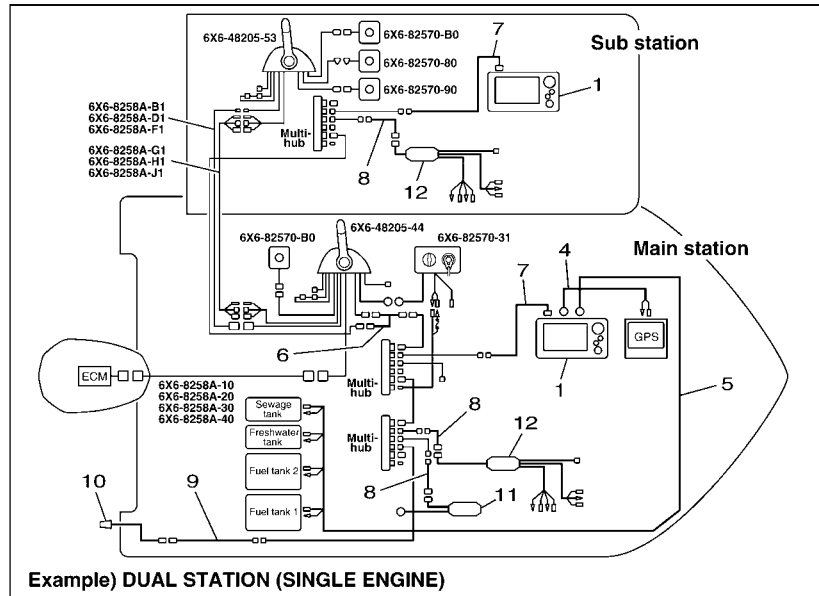 6X6-48205-53
6X6-82570-B0
6X6-82570-80
6X6-82570-90
7
Sub station
1
6X6-8258A-B1
6X6-8258A-D1
6X6-8258A-F1
6X6-8258A-G1
6X6-8258A-H1
6X6-8258A-J1
Multi-
hub
8
12
6X6-48205-44
6X6-82570-B0
6X6-82570-31
Main station
4
7
GPS
6
1
5
ECM
6X6-8258A-10
6X6-8258A-20
6X6-8258A-30
6X6-8258A-40
Multi-
hub
Sewage
tank
Freshwater
tank
Fuel tank 2
Fuel tank 1
Multi-
hub
8
12
8
11
10
9
Example) DUAL STATION (SINGLE ENGINE)